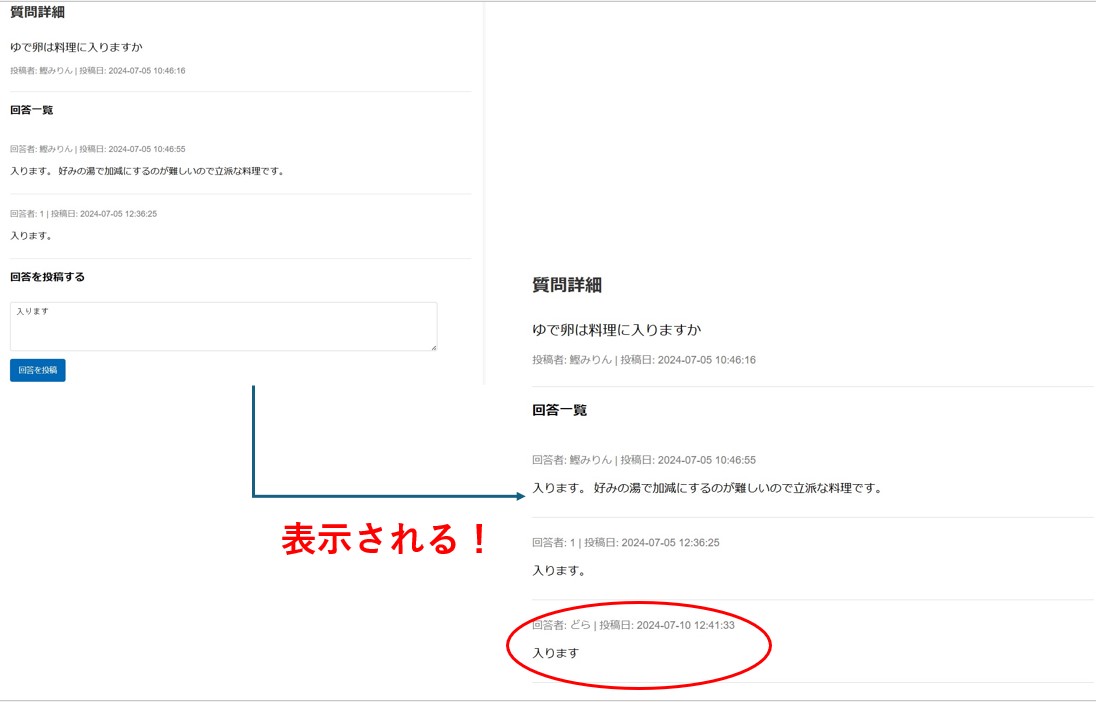 質問詳細
ゆで卵は料理に入りますか
投稿者: 鰹みりん | 投稿日: 2024-07-05 10:46:16
回答一覧
回答者: 鰹みりん | 投稿日: 2024-07-05 10:46:55
入ります。 好みの湯で加減にするのが難しいので立派な料理です。
回答者: 1 | 投稿日: 2024-07-05 12:36:25
入ります。
回答を投稿する
入ります
回答を投稿
表示される！
質問詳細
ゆで卵は料理に入りますか
投稿者: 鰹みりん | 投稿日: 2024-07-05 10:46:16
回答一覧
回答者: 鰹みりん | 投稿日: 2024-07-05 10:46:55
入ります。 好みの湯で加減にするのが難しいので立派な料理です。
回答者: 1 | 投稿日: 2024-07-05 12:36:25
入ります。
回答者: どら | 投稿日: 2024-07-10 12:41:33
入ります